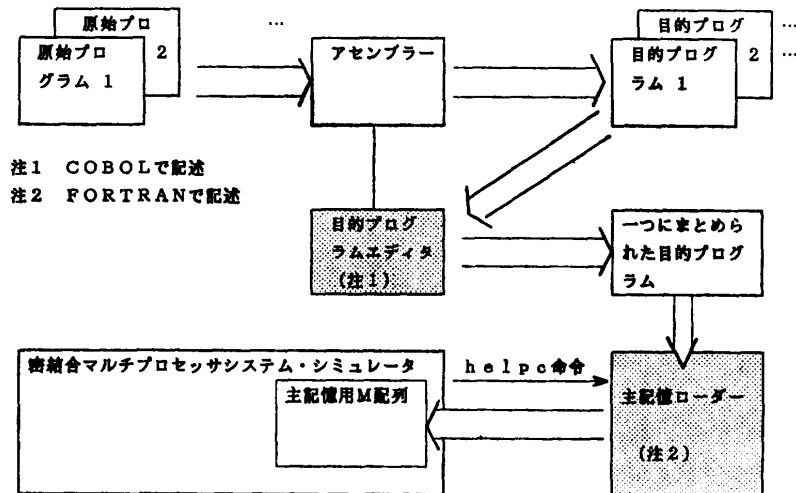 原始プロ
2
…
原始プロ
グラム 1
アセンブラー
目的プログ
2 …
…
目的プログ
ラム 1
注1 COBOLで記述
注2 FORTRANで記述
目的プログ
ラムエディタ
(注1)
一つにまとめら
れた目的プログ
ラム
密結合マルチプロセッサシステム・シミュレータ
主記憶用M配列
helpc命令
主記憶ローダー
(注2)